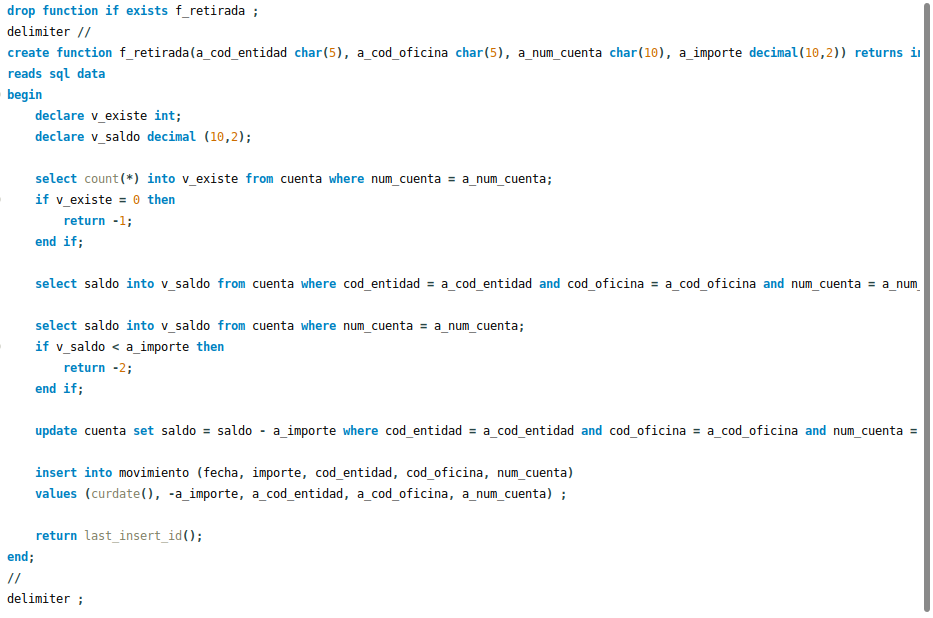 drop function if exists f_retirada ;
delimiter //
create function f_retirada(a_cod_entidad char(5), a_cod_oficina char(5), a_num_cuenta char(10), a_importe decimal(10,2)) returns
reads sql data
begin
    declare v_existe int;
    declare v_saldo decimal (10,2);

    select count(*) into v_existe from cuenta where num_cuenta = a_num_cuenta;
    if v_existe = 0 then
        return -1;
    end if;

    select saldo into v_saldo from cuenta where cod_entidad = a_cod_entidad and cod_oficina = a_cod_oficina and num_cuenta = a_num_

    select saldo into v_saldo from cuenta where num_cuenta = a_num_cuenta;
    if v_saldo < a_importe then
        return -2;
    end if;

    update cuenta set saldo = saldo - a_importe where cod_entidad = a_cod_entidad and cod_oficina = a_cod_oficina and num_cuenta =

    insert into movimiento (fecha, importe, cod_entidad, cod_oficina, num_cuenta)
    values (curdate(), -a_importe, a_cod_entidad, a_cod_oficina, a_num_cuenta) ;

    return last_insert_id();
end;
//
delimiter ;